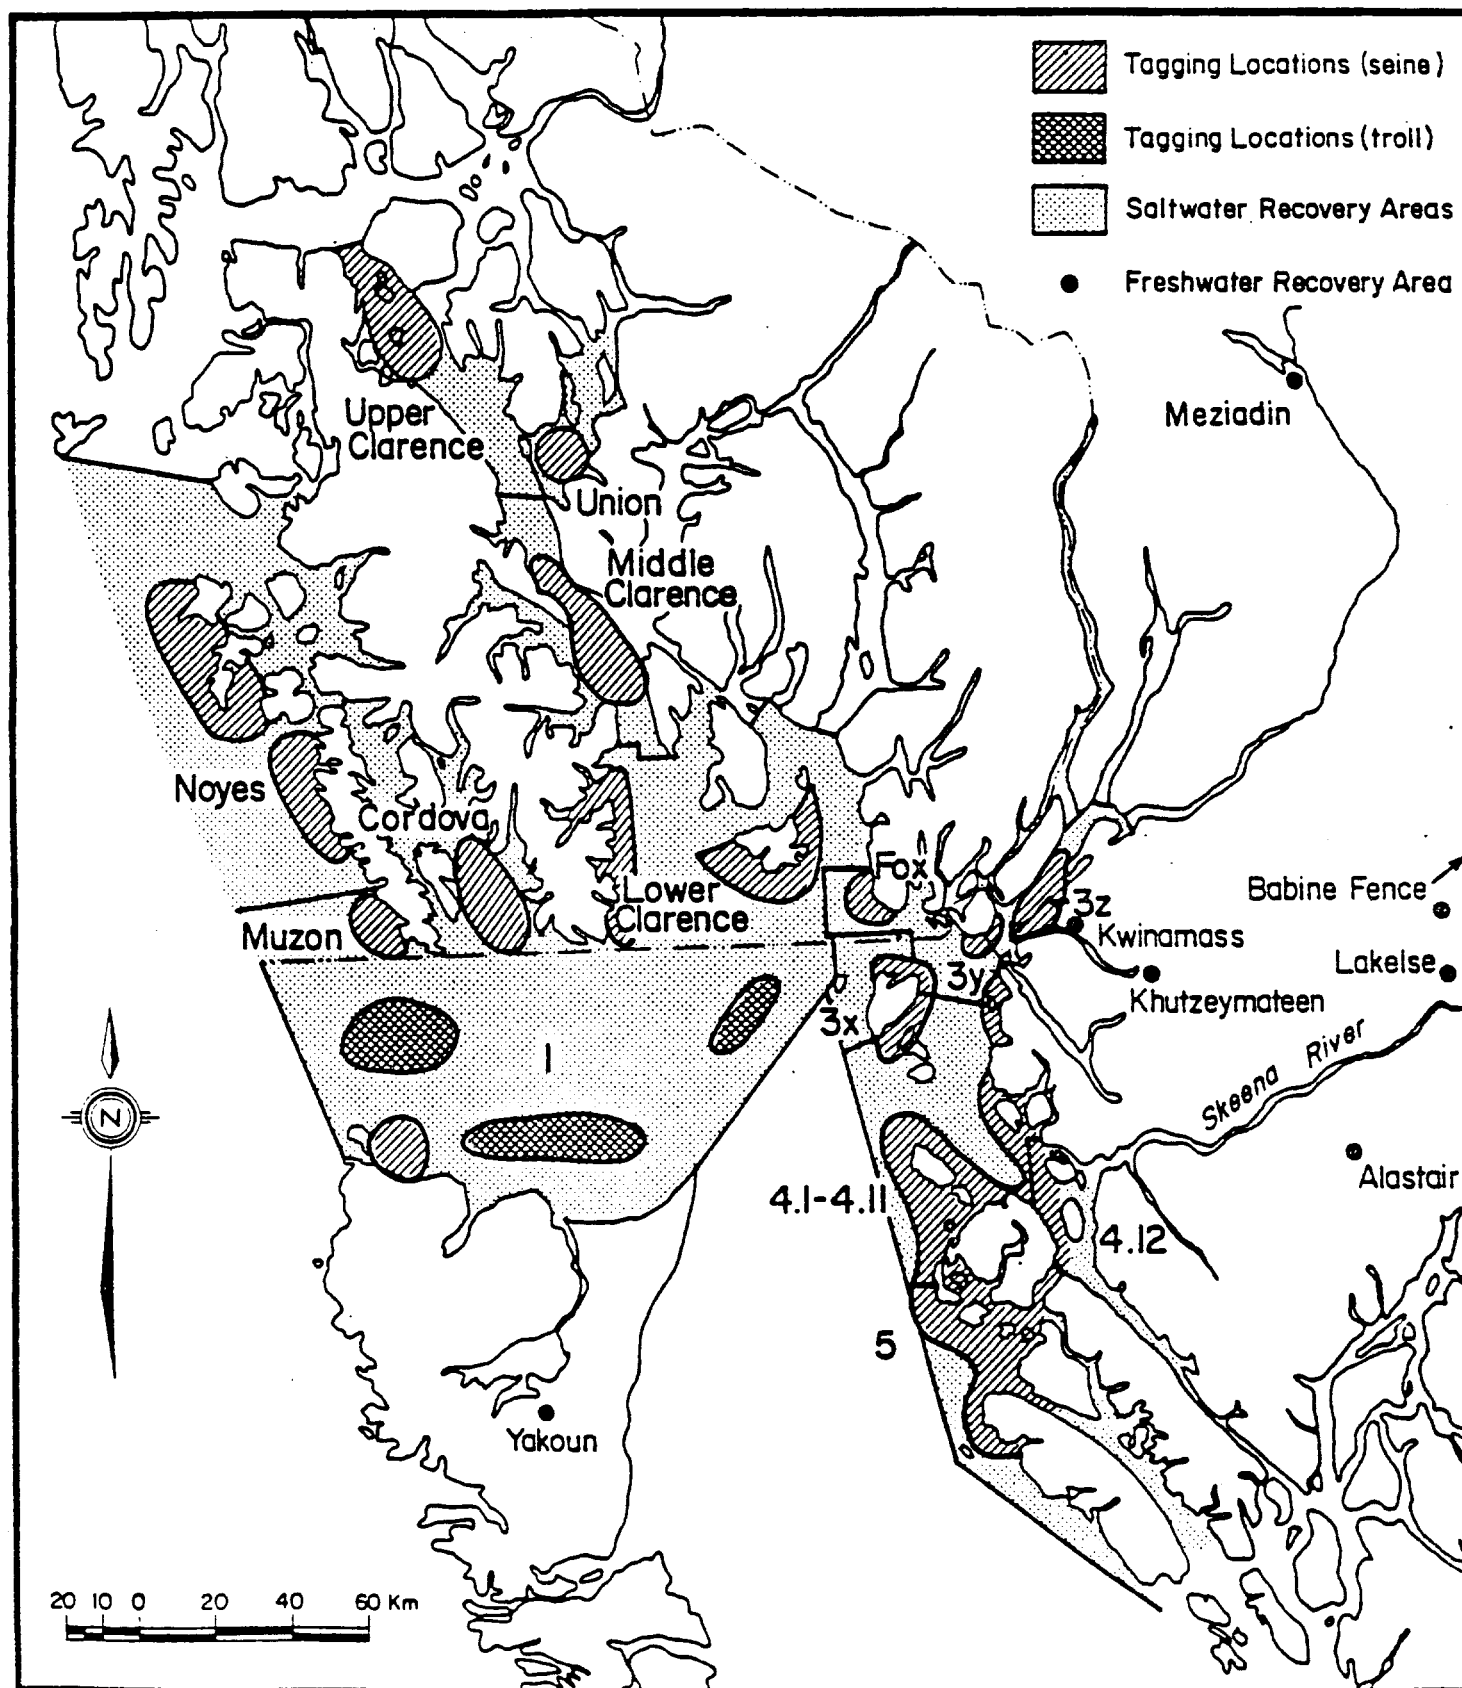 Tagging Locations (seine)
Tagging Locations (troll)
Saltwater Recovery Areas
Freshwater Recovery Area
Meziadin
Upper
Clarence
Union
Middle
Clarence
Noyes
Cordova
Fox
Lower
Clarence
Muzon
3z
Kwinamass
Babine Fence
Lakelse
Khutzeymateen
3y
3x
1
Skeena River
N
4.1-4.11
Alastair
4.12
5
Yakoun
20 10 0 20 40 60 Km